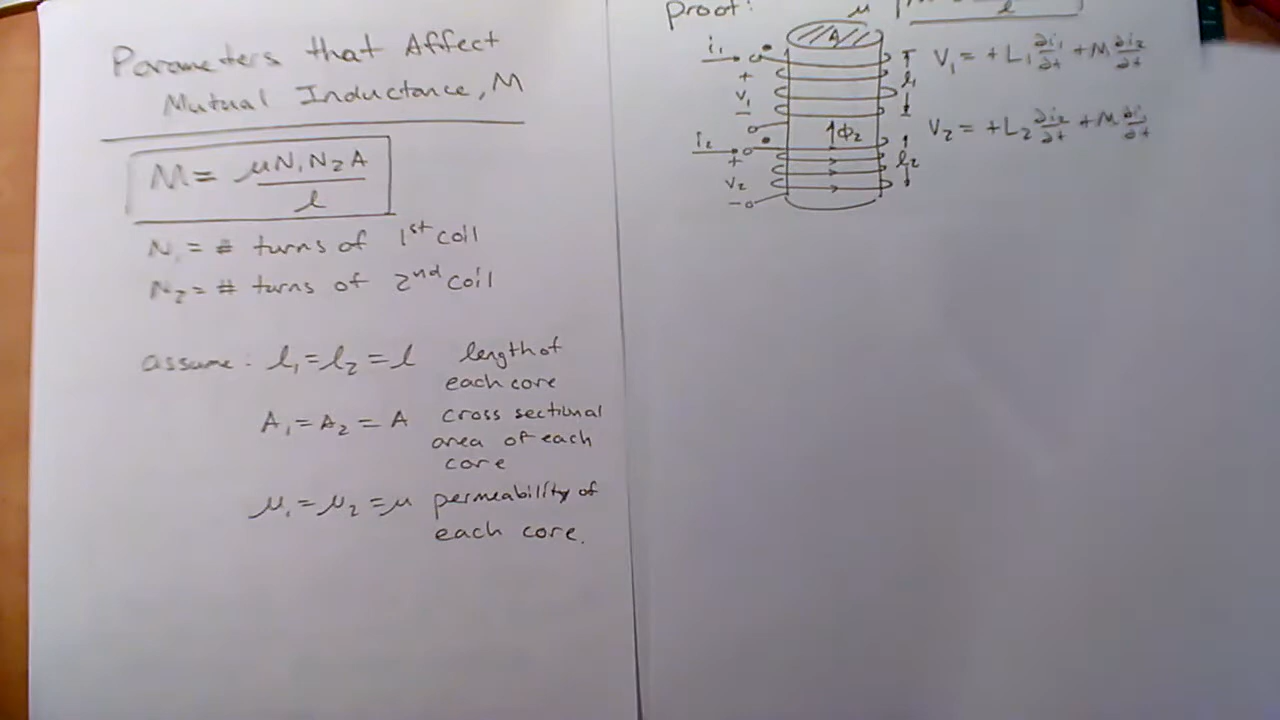 Parameters that Affect
Mutual Inductance, M
M = μN₁N₂A / l
N₁ = # turns of 1st coil
N₂ = # turns of 2nd coil
assume: l₁ = l₂ = l length of
each core
A₁ = A₂ = A cross sectional
area of each
core
μ₁ = μ₂ = μ permeability of
each core.
Proof:
μ
l
A
i₁
+
V₁
−
l₁
ϕ₂
i₂
+
V₂
−
l₂
V₁ = + L₁ ∂i₁/∂t + M ∂i₂/∂t
V₂ = + L₂ ∂i₂/∂t + M ∂i₁/∂t